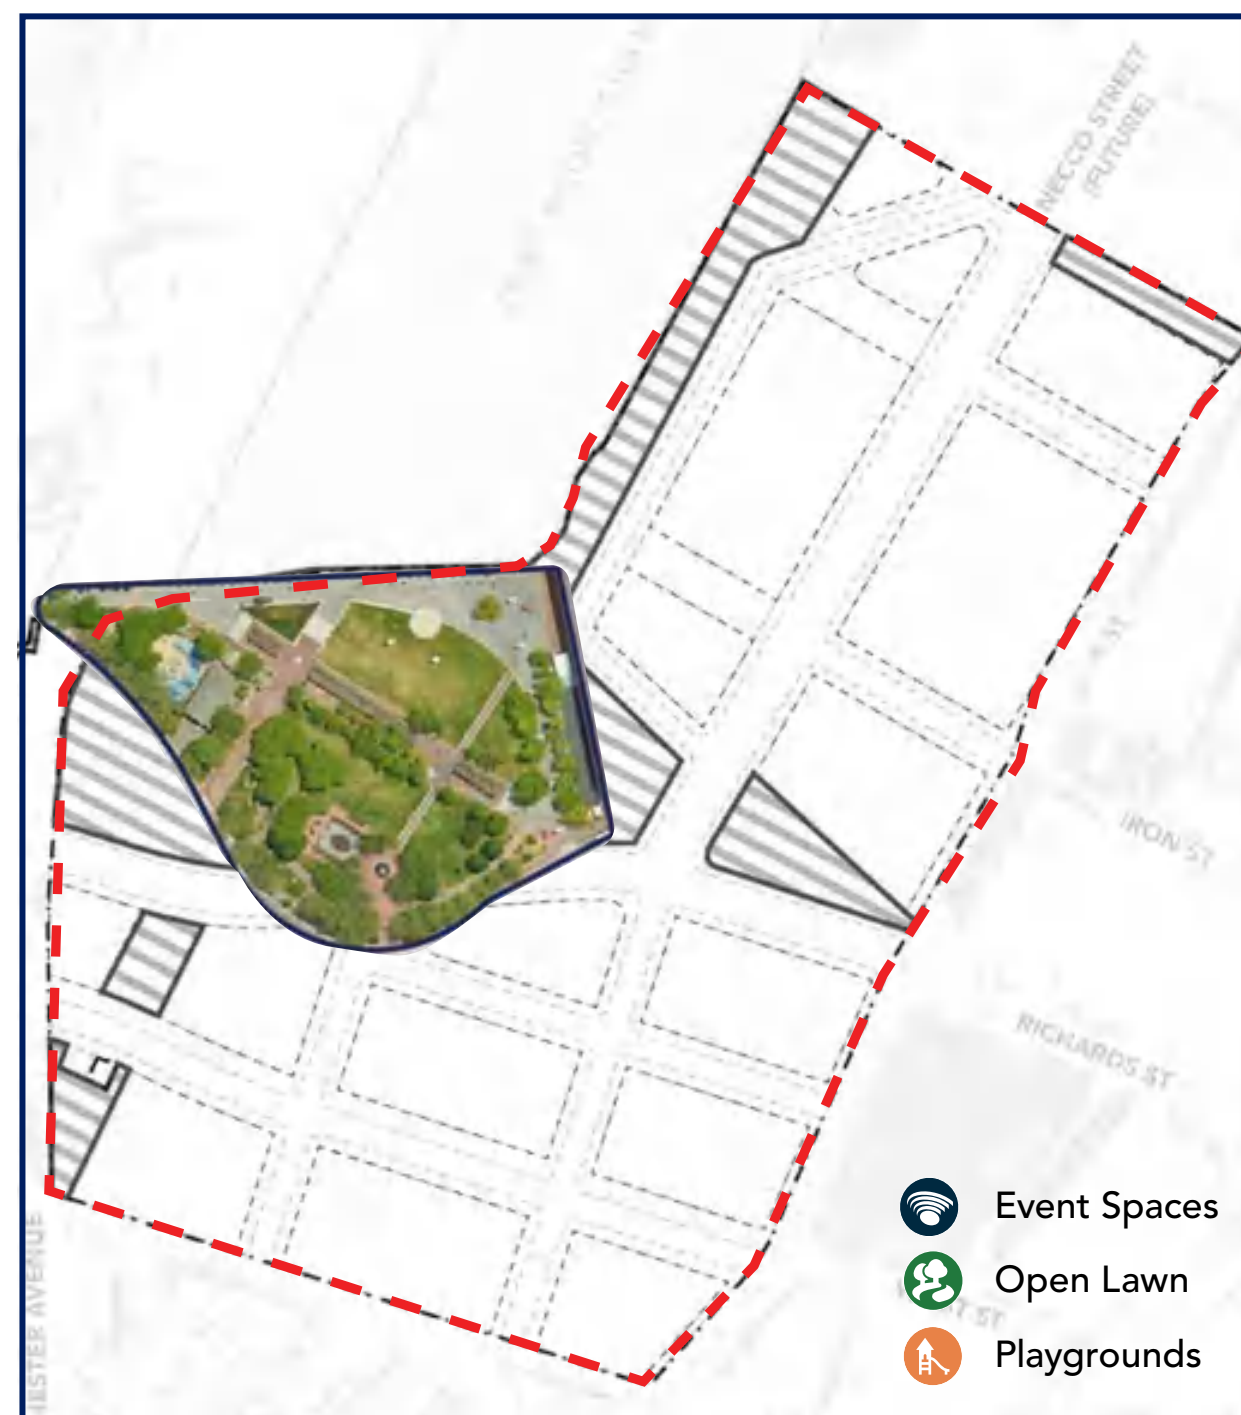 NECCO STREET
(FUTURE)
A ST
IRON ST
RICHARDS ST
Event Spaces
Open Lawn
Playgrounds